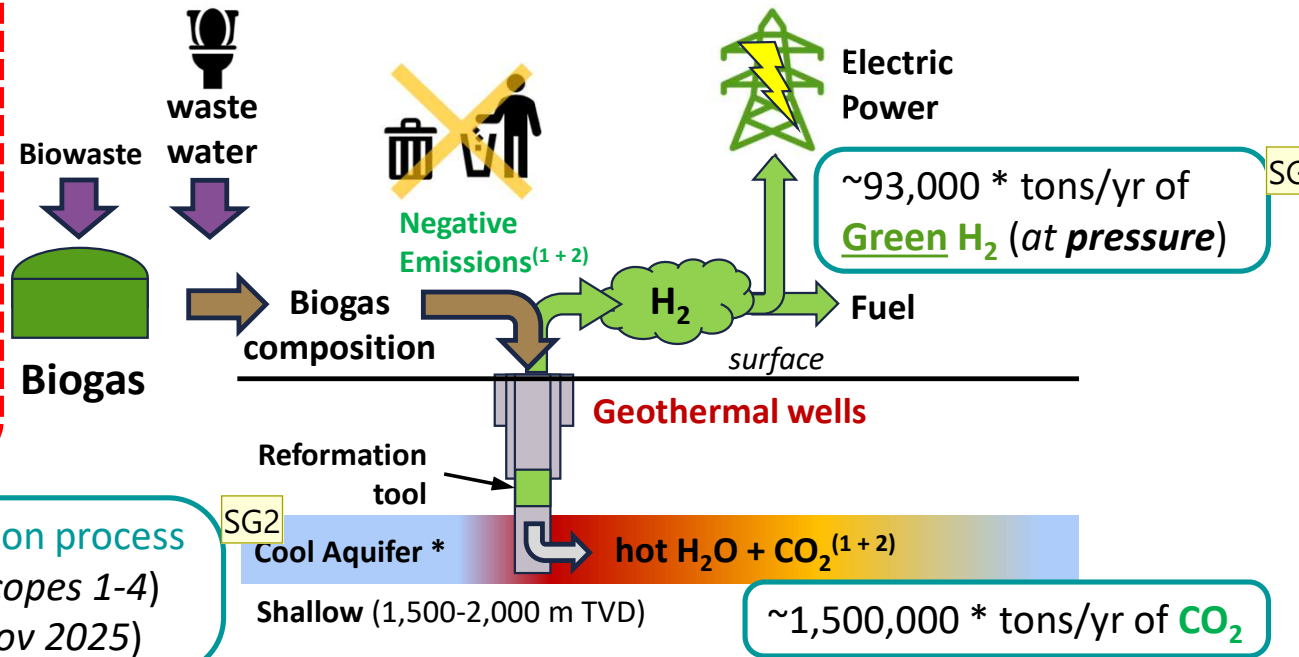 waste
water
Biowaste
Biogas
Negative
Emissions(1 + 2)
Biogas
composition
H2
Electric
Power
~93,000 * tons/yr of
Green H2 (at pressure)
SG
Fuel
surface
Geothermal wells
Reformation
tool
SG2
on process
copes 1-4)
ov 2025)
Cool Aquifer *
hot H2O + CO2(1 + 2)
Shallow (1,500-2,000 m TVD)
~1,500,000 * tons/yr of CO2